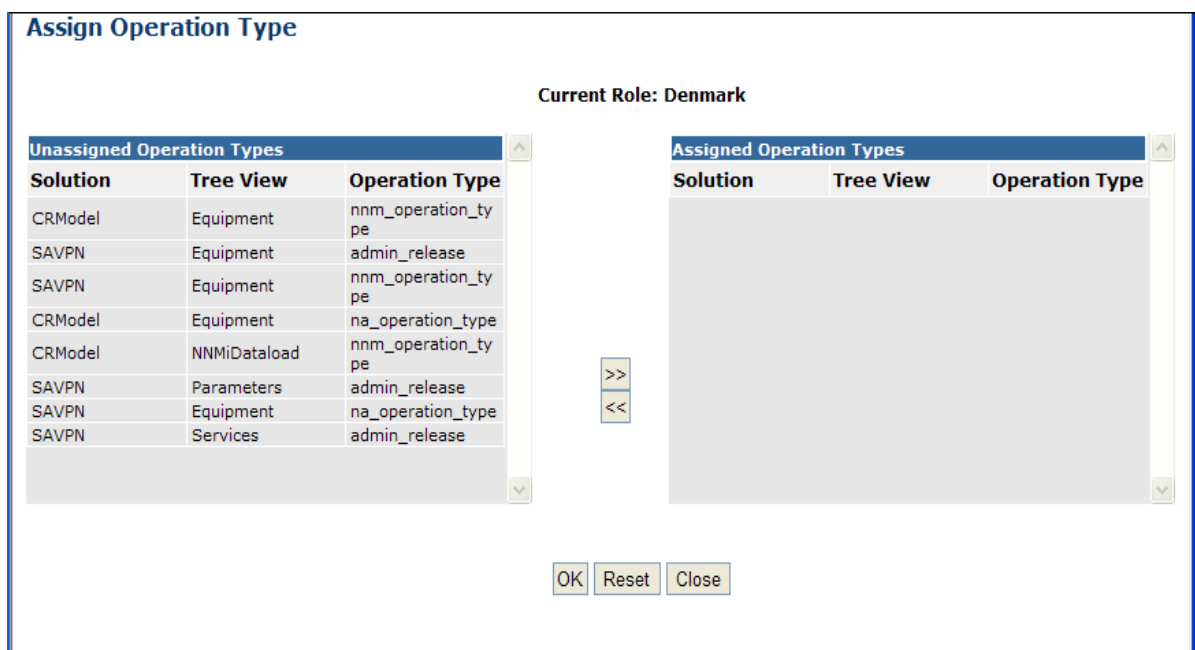 Assign Operation Type
Current Role: Denmark
Unassigned Operation Types
Solution Tree View Operation Type
CRModel Equipment nnm_operation_ty
pe
SAVPN Equipment admin_release
SAVPN Equipment nnm_operation_ty
pe
CRModel Equipment na_operation_type
CRModel NNMiDataload nnm_operation_ty
pe
SAVPN Parameters admin_release
SAVPN Equipment na_operation_type
SAVPN Services admin_release
>>
<<
Assigned Operation Types
Solution Tree View Operation Type
OK Reset Close